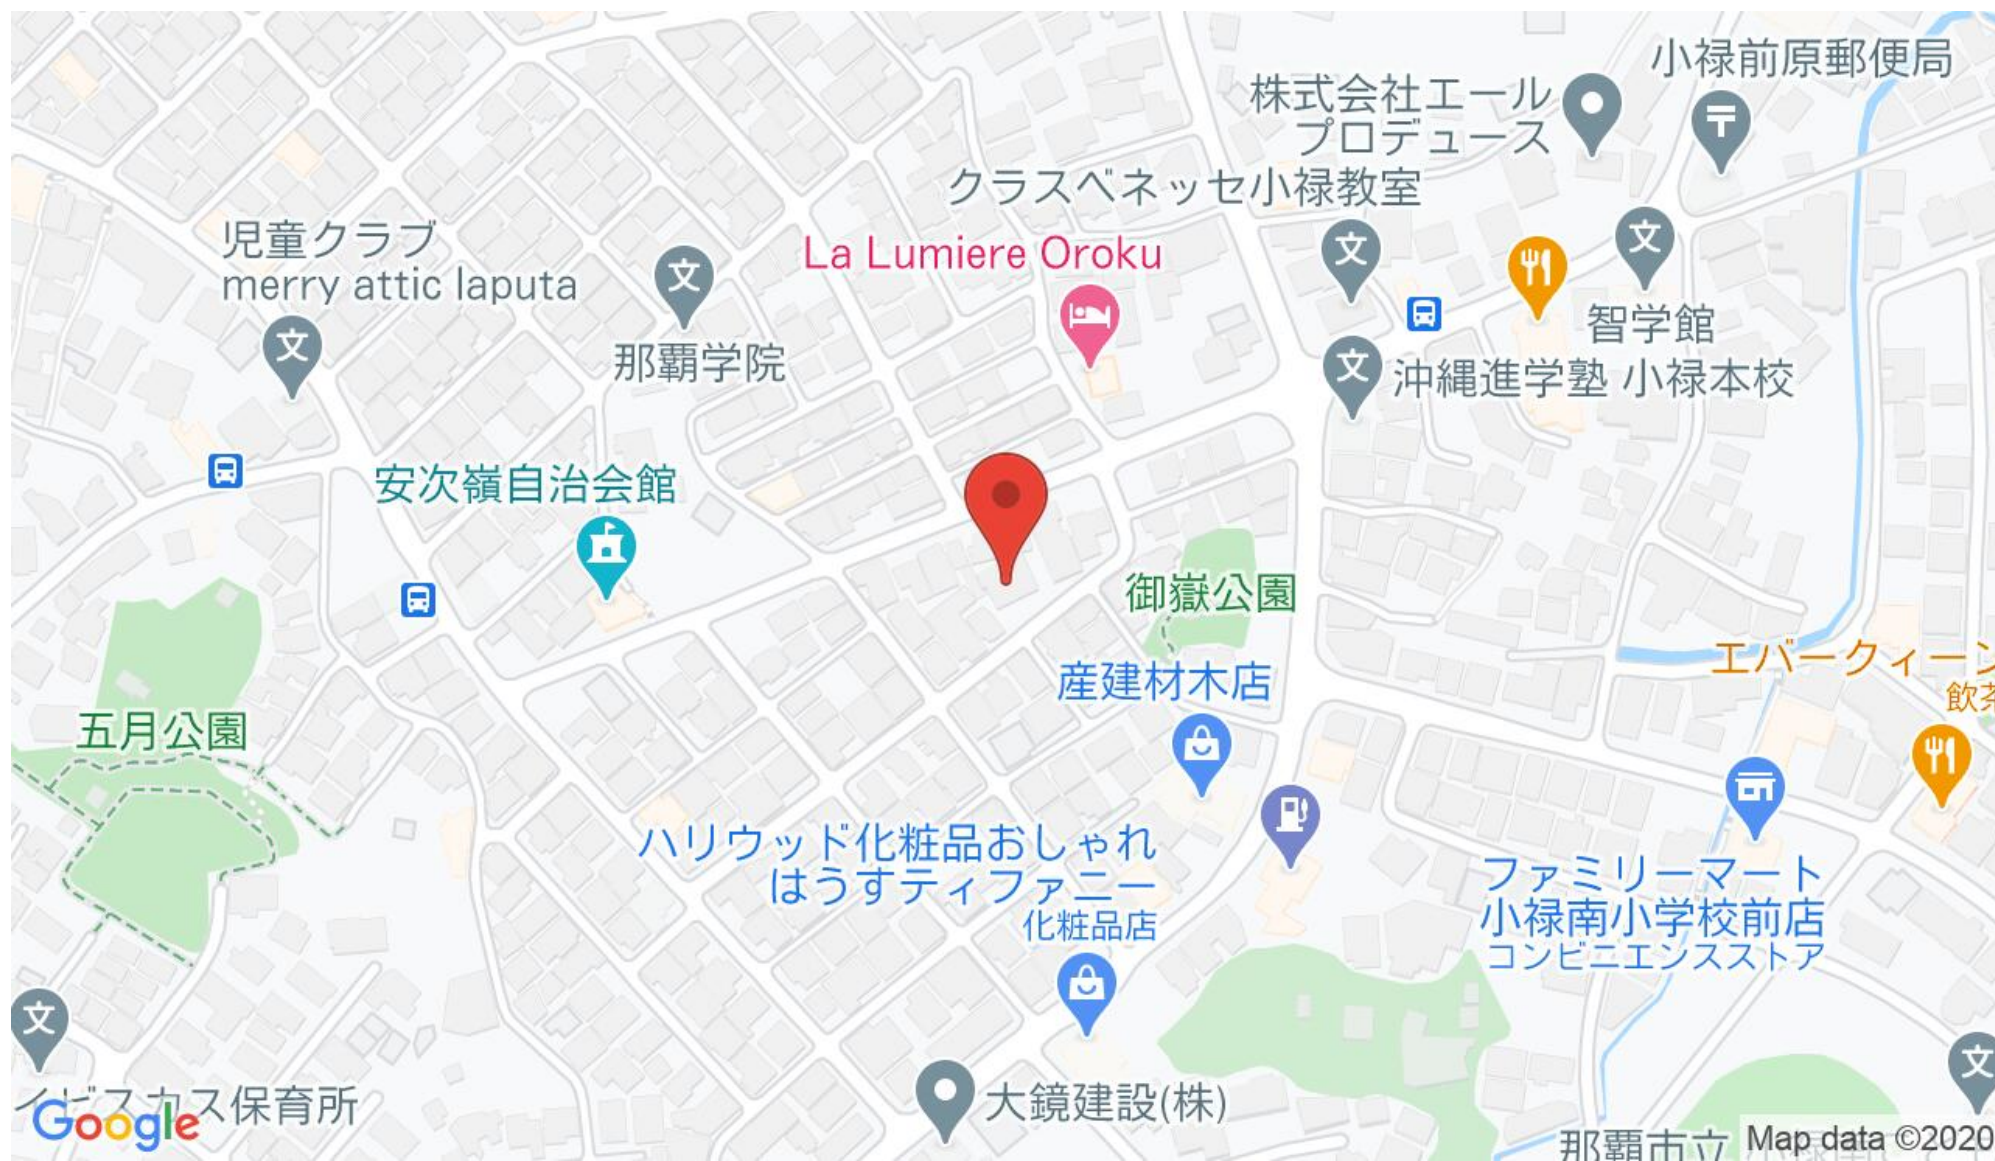 小禄前原郵便局
株式会社エール
プロデュース
クラスベネッセ小禄教室
児童クラブ
merry attic laputa
La Lumiere Oroku
那覇学院
智学館
沖縄進学塾 小禄本校
安次嶺自治会館
御嶽公園
産建材木店
エバークィーン
飲茶
五月公園
ハリウッド化粧品おしゃれ
はうすティファニー
化粧品店
ファミリーマート
小禄南小学校前店
コンビニエンスストア
イビスカス保育所
大鏡建設(株)
Google
那覇市立
Map data ©2020